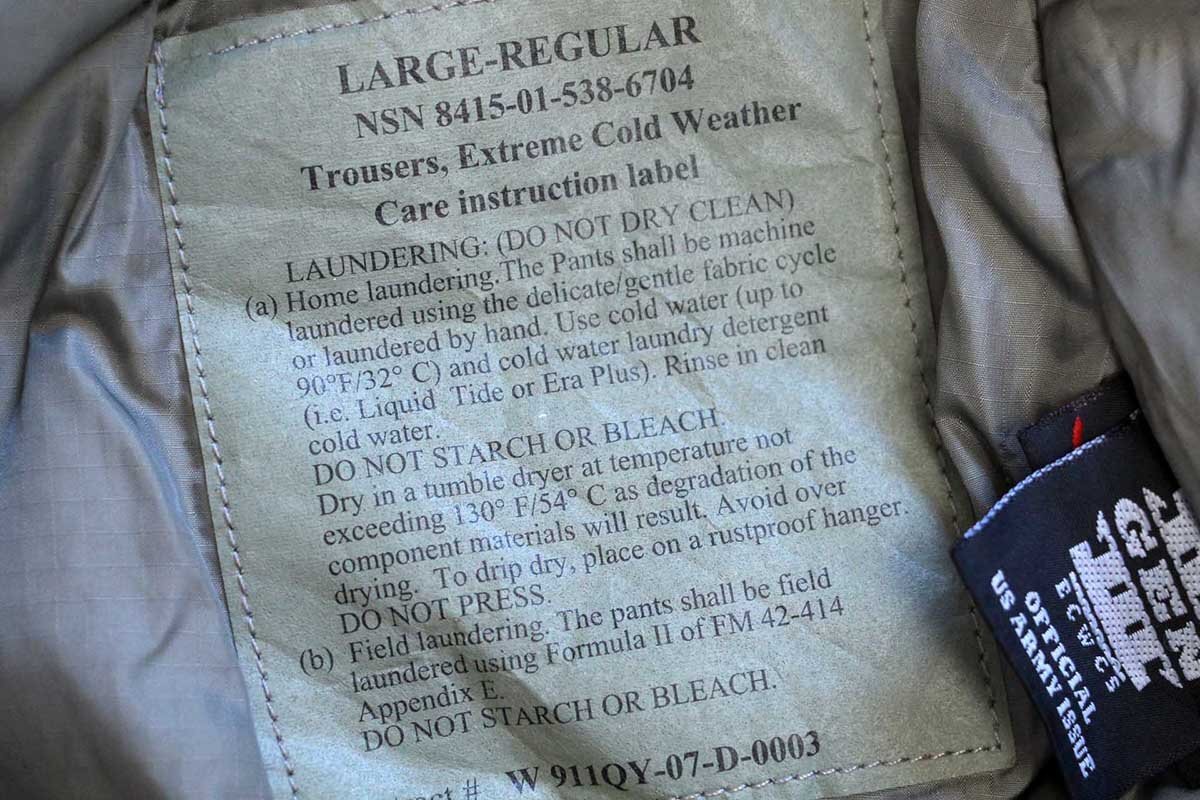 LARGE-REGULAR
NSN 8415-01-538-6704
Trousers, Extreme Cold Weather
Care instruction label
LAUNDERING: (DO NOT DRY CLEAN)
(a) Home laundering. The Pants shall be machine
laundered using the delicate/gentle fabric cycle
or laundered by hand. Use cold water (up to
90°F/32° C) and cold water laundry detergent
(i.e. Liquid Tide or Era Plus). Rinse in clean
cold water.
DO NOT STARCH OR BLEACH.
Dry in a tumble dryer at temperature not
exceeding 130° F/54° C as degradation of the
component materials will result. Avoid over
drying. To drip dry, place on a rustproof hanger.
DO NOT PRESS.
(b) Field laundering. The pants shall be field
laundered using Formula II of FM 42-414
Appendix E.
DO NOT STARCH OR BLEACH.
# W 911QY-07-D-0003
GEN
ECWCS
OFFICIAL
US ARMY ISSUE